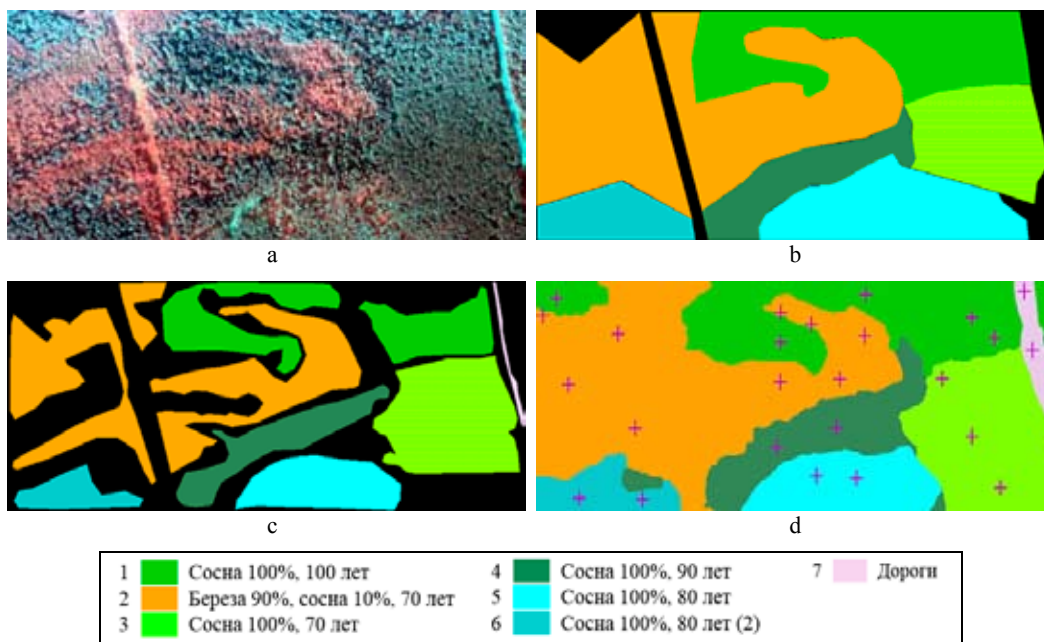 a
b
c
d
1 Сосна 100%, 100 лет 4 Сосна 100%, 90 лет 7 Дороги
2 Береза 90%, сосна 10%, 70 лет 5 Сосна 100%, 80 лет
3 Сосна 100%, 70 лет 6 Сосна 100%, 80 лет (2)